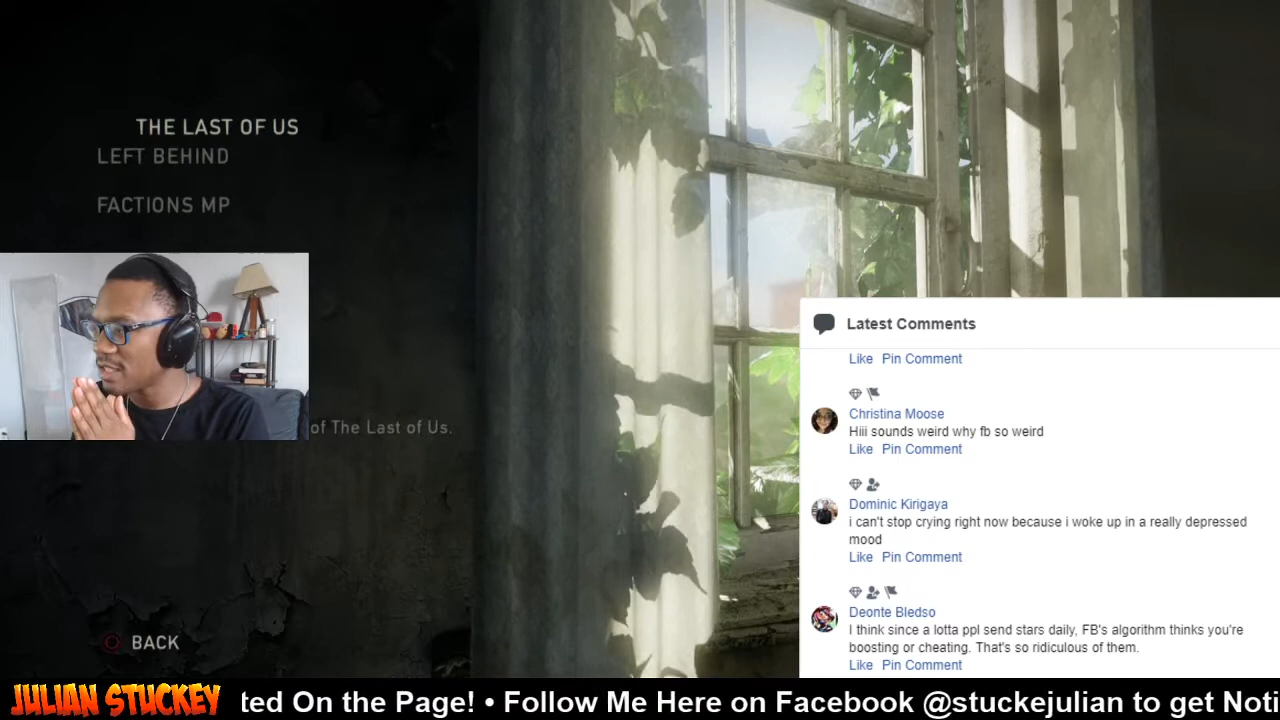 THE LAST OF US
LEFT BEHIND
FACTIONS MP
of The Last of Us.
BACK
Latest Comments
Like Pin Comment
Christina Moose
Hiii sounds weird why fb so weird
Like Pin Comment
Dominic Kirigaya
i can't stop crying right now because i woke up in a really depressed
mood
Like Pin Comment
Deonte Bledso
I think since a lotta ppl send stars daily, FB's algorithm thinks you're
boosting or cheating. That's so ridiculous of them.
Like Pin Comment
JULIAN STUCKEY ted On the Page! • Follow Me Here on Facebook @stuckejulian to get Noti